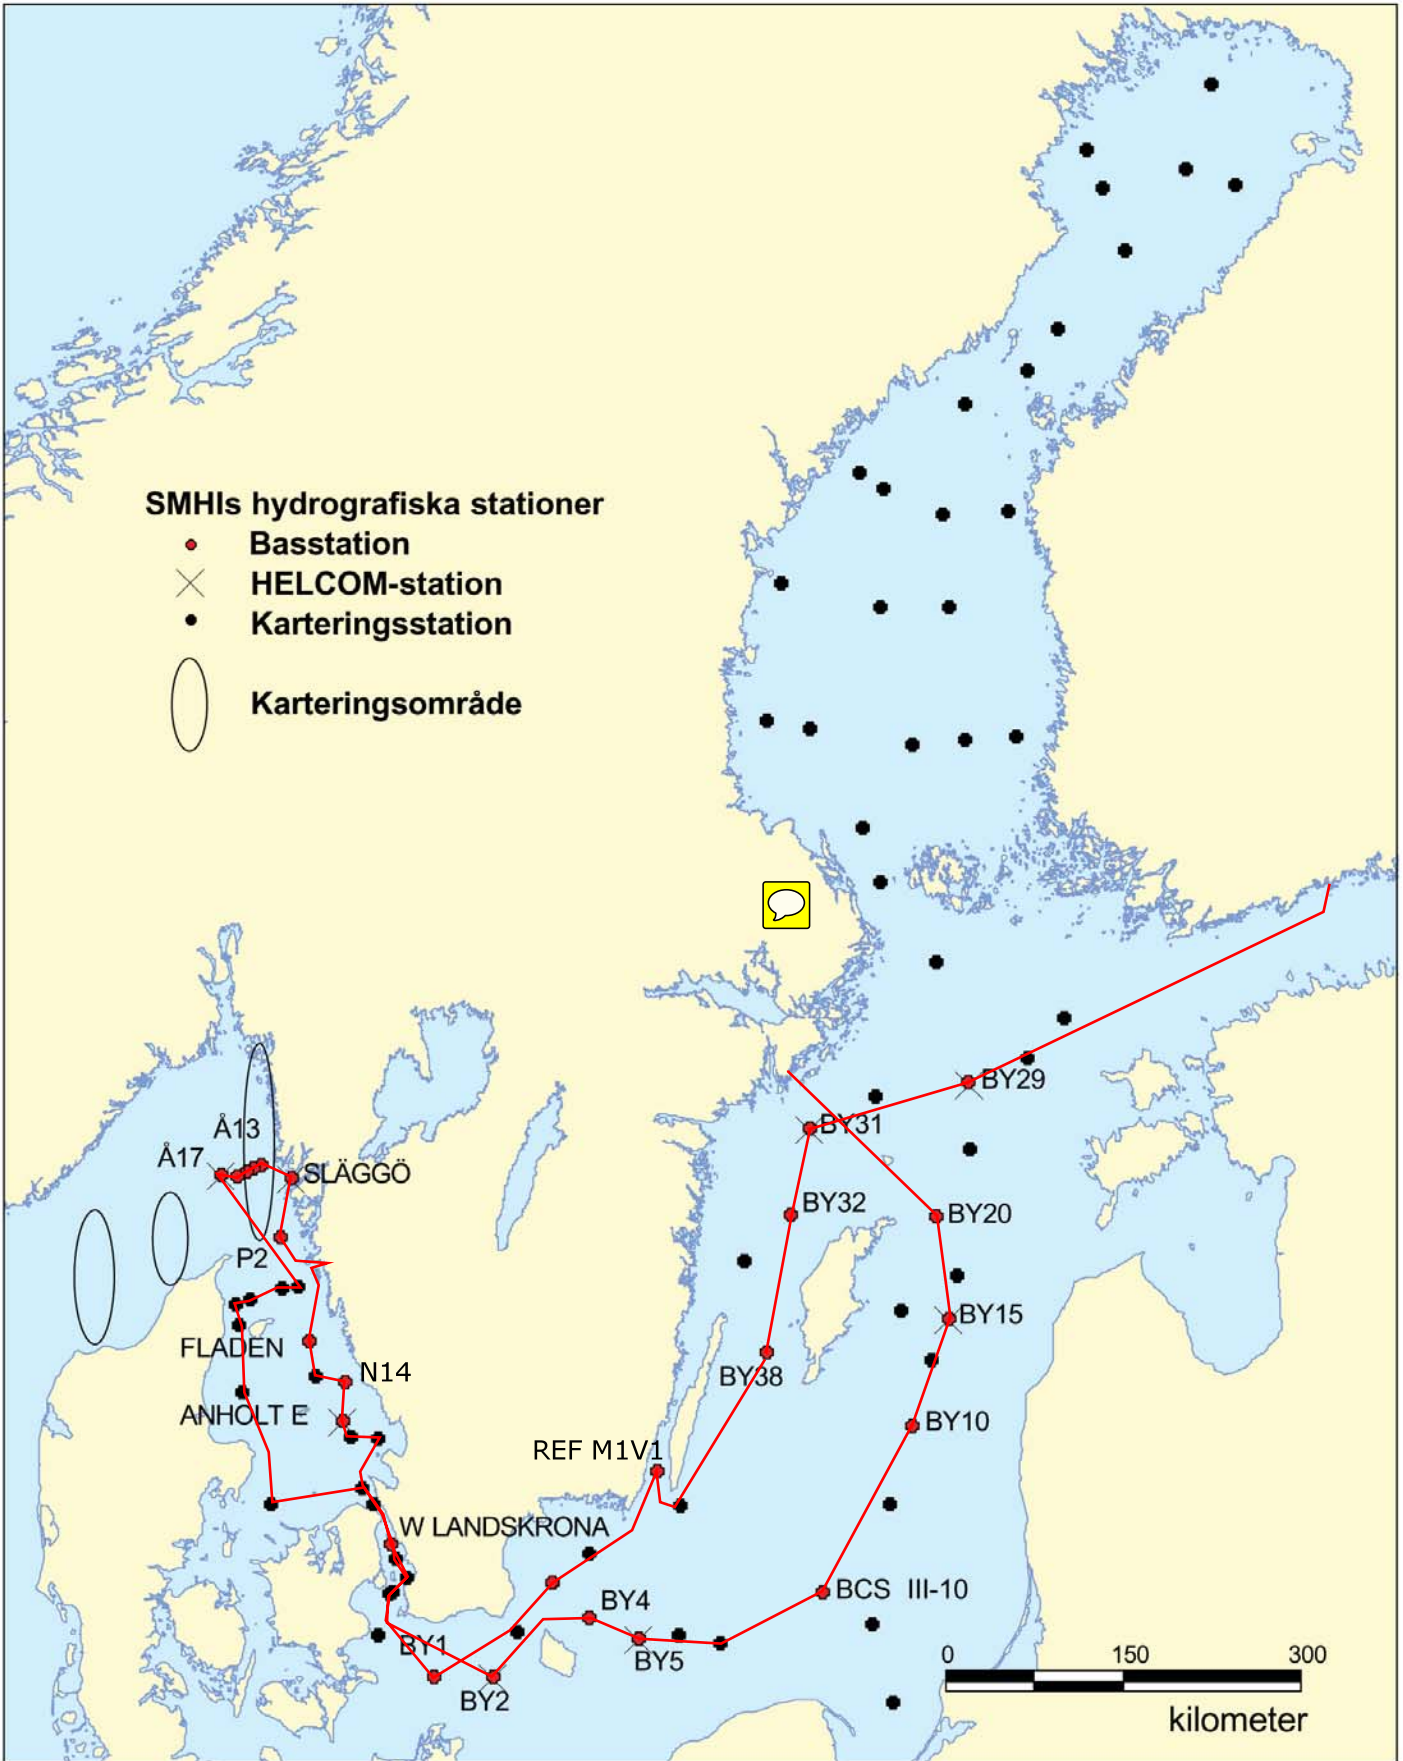 SMHIs hydrografiska stationer
Basstation
HELCOM-station
Karteringsstation
Karteringsområde
BY29
Å13
BY31
Å17
SLÄGGÖ
BY32
BY20
P2
BY15
FLADEN
N14
BY38
ANHOLT E
BY10
REF M1V1
W LANDSKRONA
BCS III-10
BY4
BY1
BY5
BY2
0 150 300
kilometer